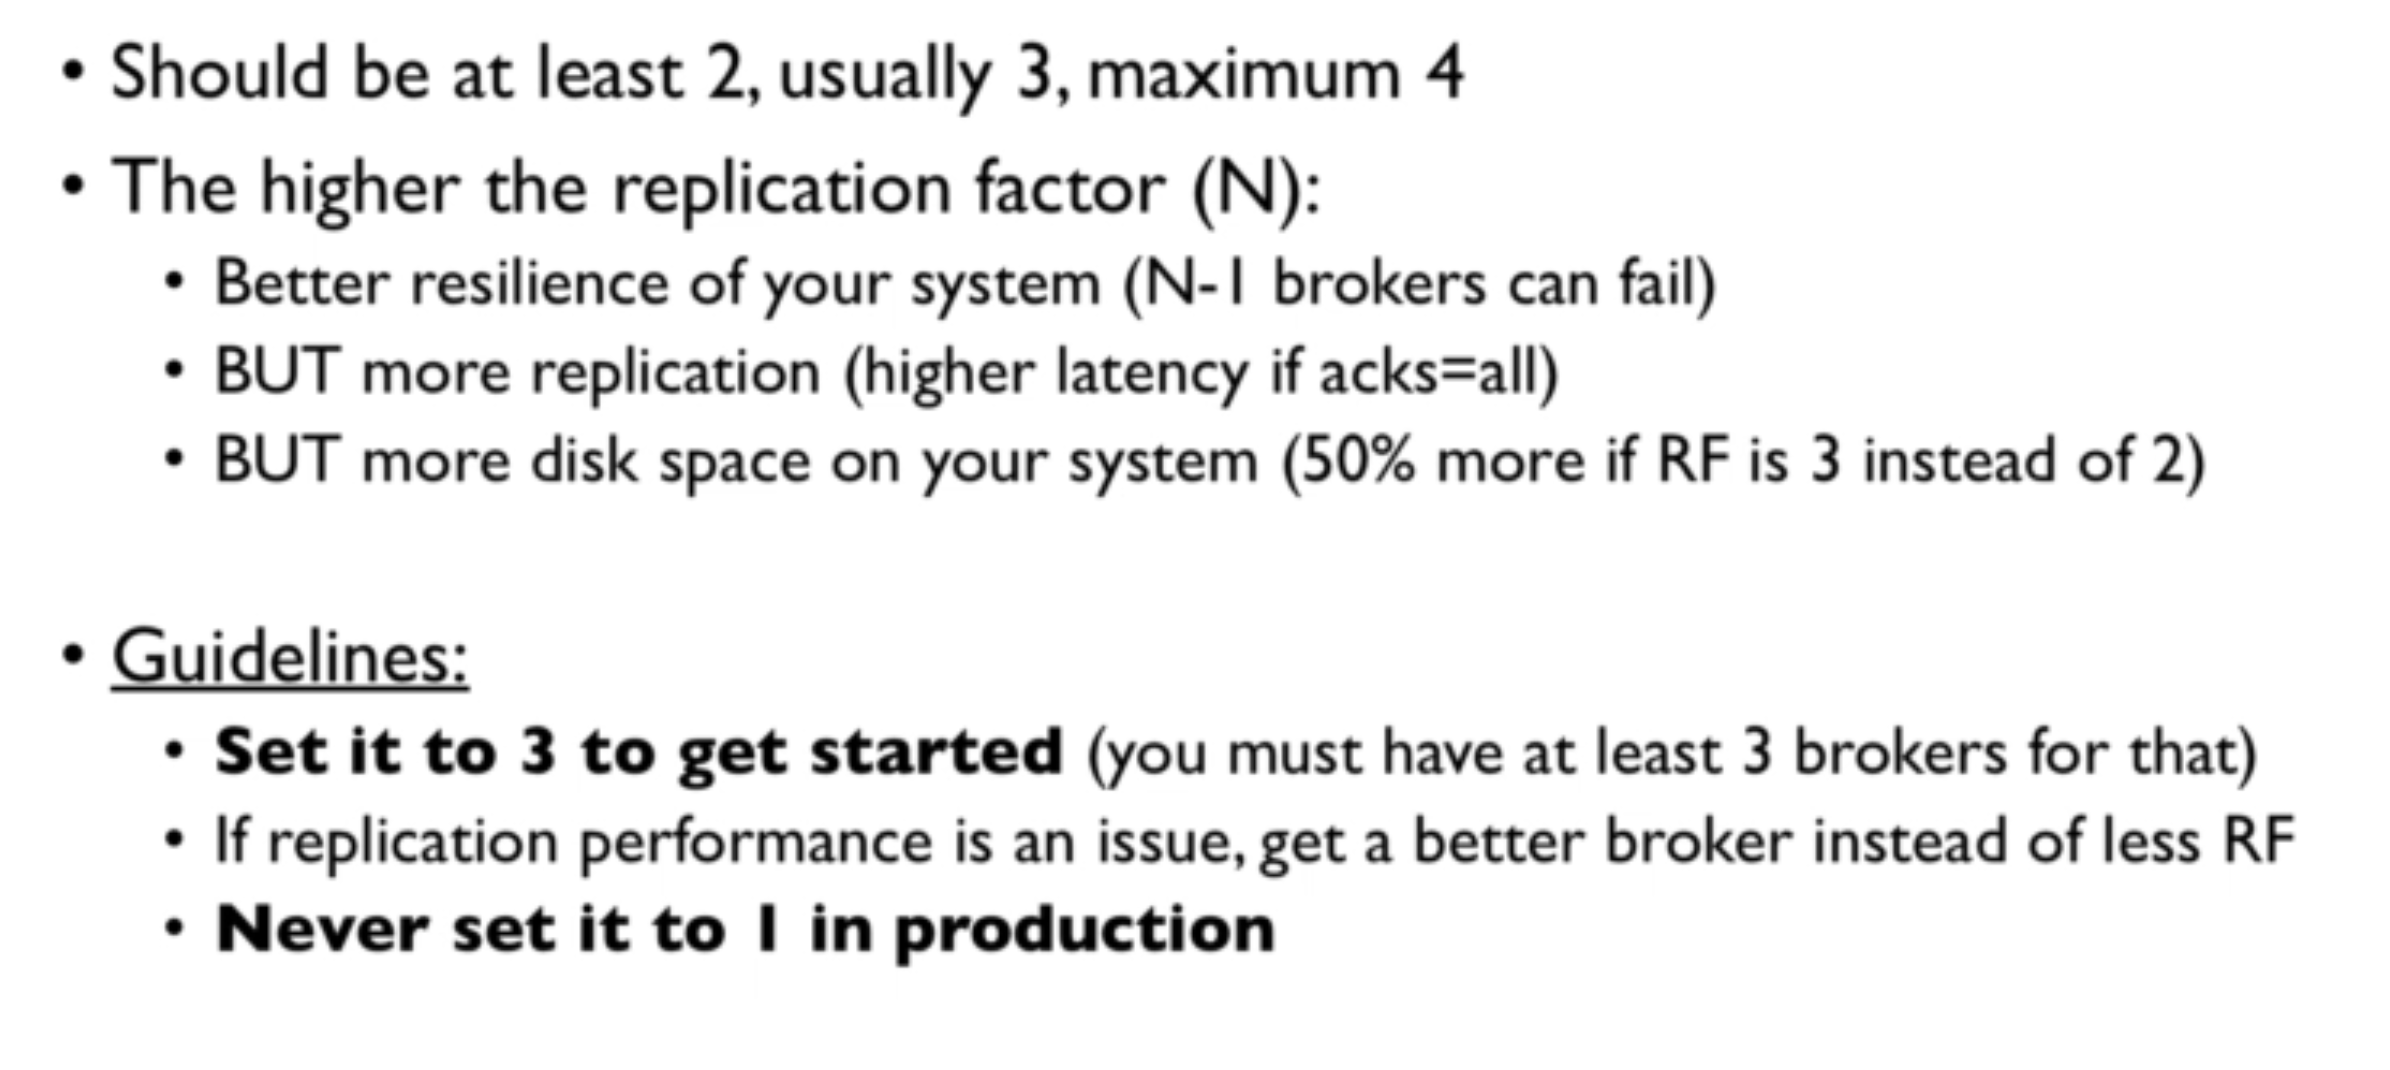 • Should be at least 2, usually 3, maximum 4
• The higher the replication factor (N):
• Better resilience of your system (N-1 brokers can fail)
• BUT more replication (higher latency if acks=all)
• BUT more disk space on your system (50% more if RF is 3 instead of 2)
• Guidelines:
• Set it to 3 to get started (you must have at least 3 brokers for that)
• If replication performance is an issue, get a better broker instead of less RF
• Never set it to 1 in production